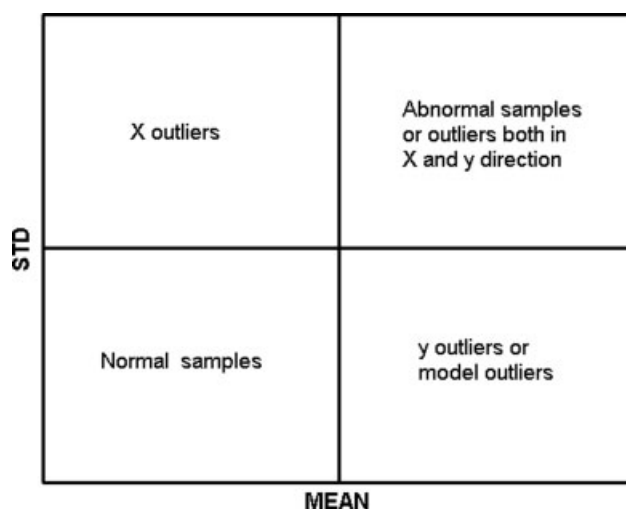 X outliers
Abnormal samples
or outliers both in
X and y direction
STD
Normal samples
y outliers or
model outliers
MEAN